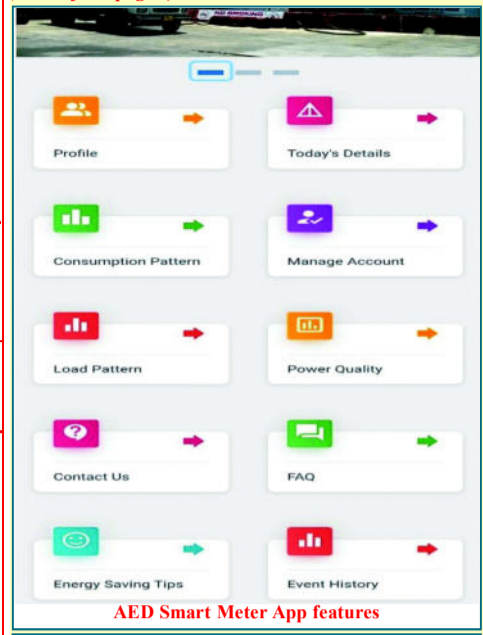 NO SMOKING
Profile
Today's Details
Consumption Pattern
Manage Account
Load Pattern
Power Quality
Contact Us
FAQ
Energy Saving Tips
Event History
AED Smart Meter App features